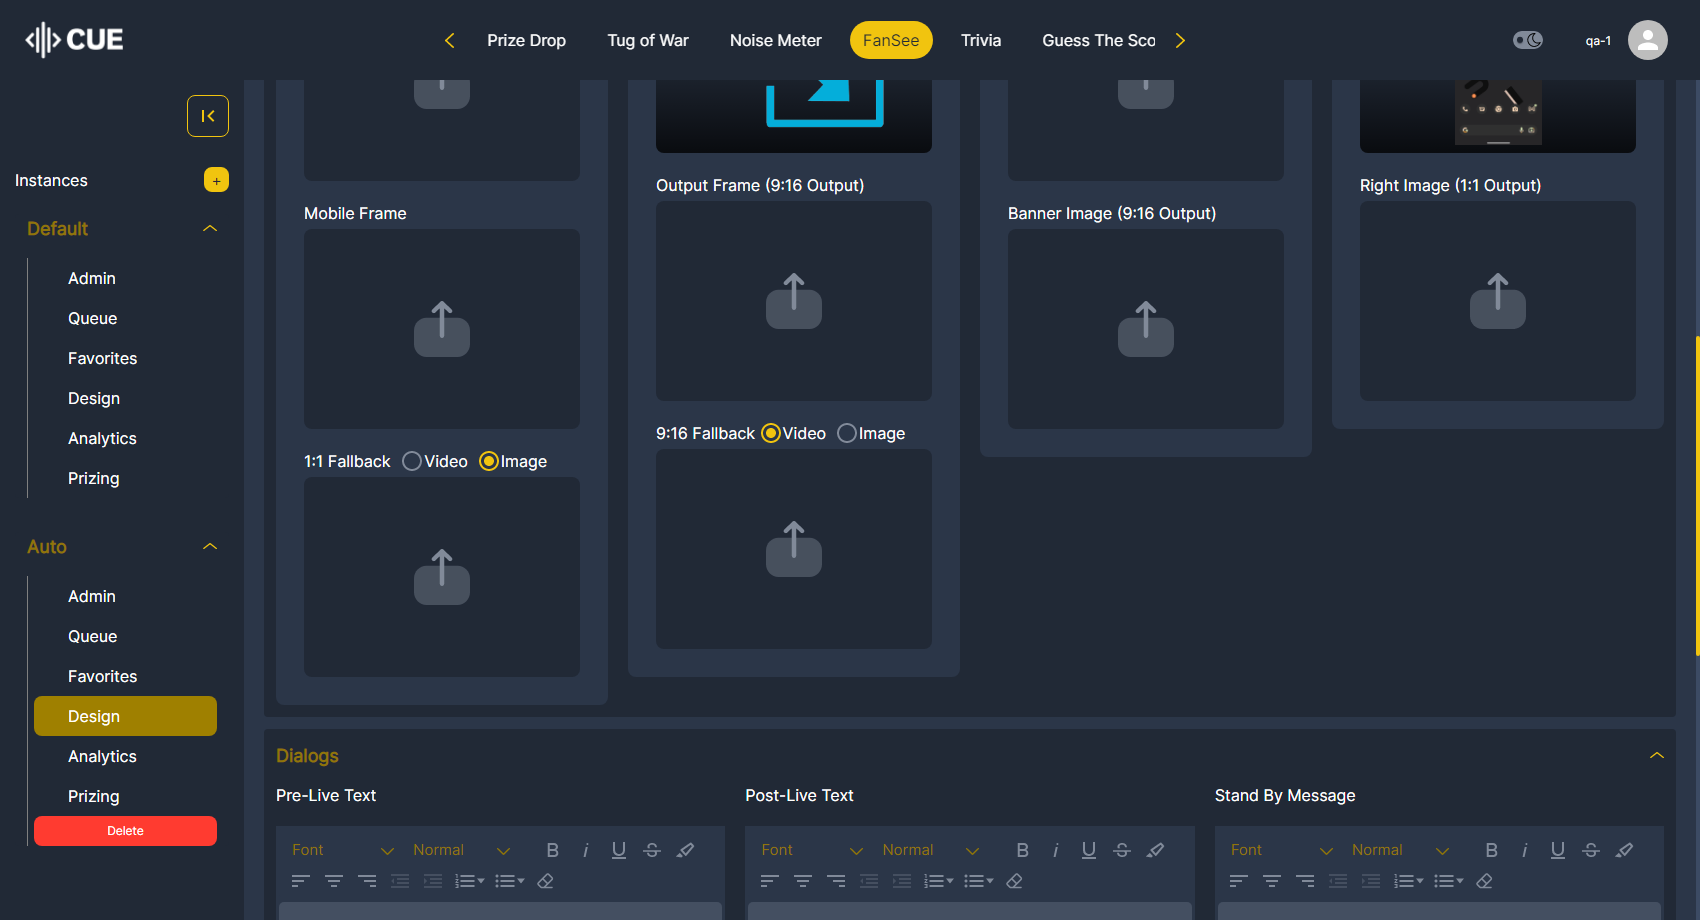 CUE
Prize Drop
Tug of War
Noise Meter
FanSee
Trivia
Guess The Sco
qa-1
Instances
+
Default
Admin
Queue
Favorites
Design
Analytics
Prizing
Auto
Admin
Queue
Favorites
Design
Analytics
Prizing
Delete
Mobile Frame
1:1 Fallback Video Image
Output Frame (9:16 Output)
9:16 Fallback Video Image
Banner Image (9:16 Output)
Right Image (1:1 Output)
Dialogs
Pre-Live Text
Font Normal B i U S
Post-Live Text
Font Normal B i U S
Stand By Message
Font Normal B i U S